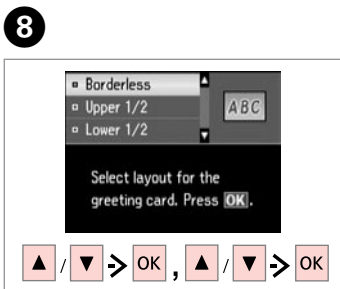 8
Borderless
Upper 1/2
Lower 1/2
ABC
Select layout for the
greeting card. Press OK.
▲ / ▼ → OK , ▲ / ▼ → OK